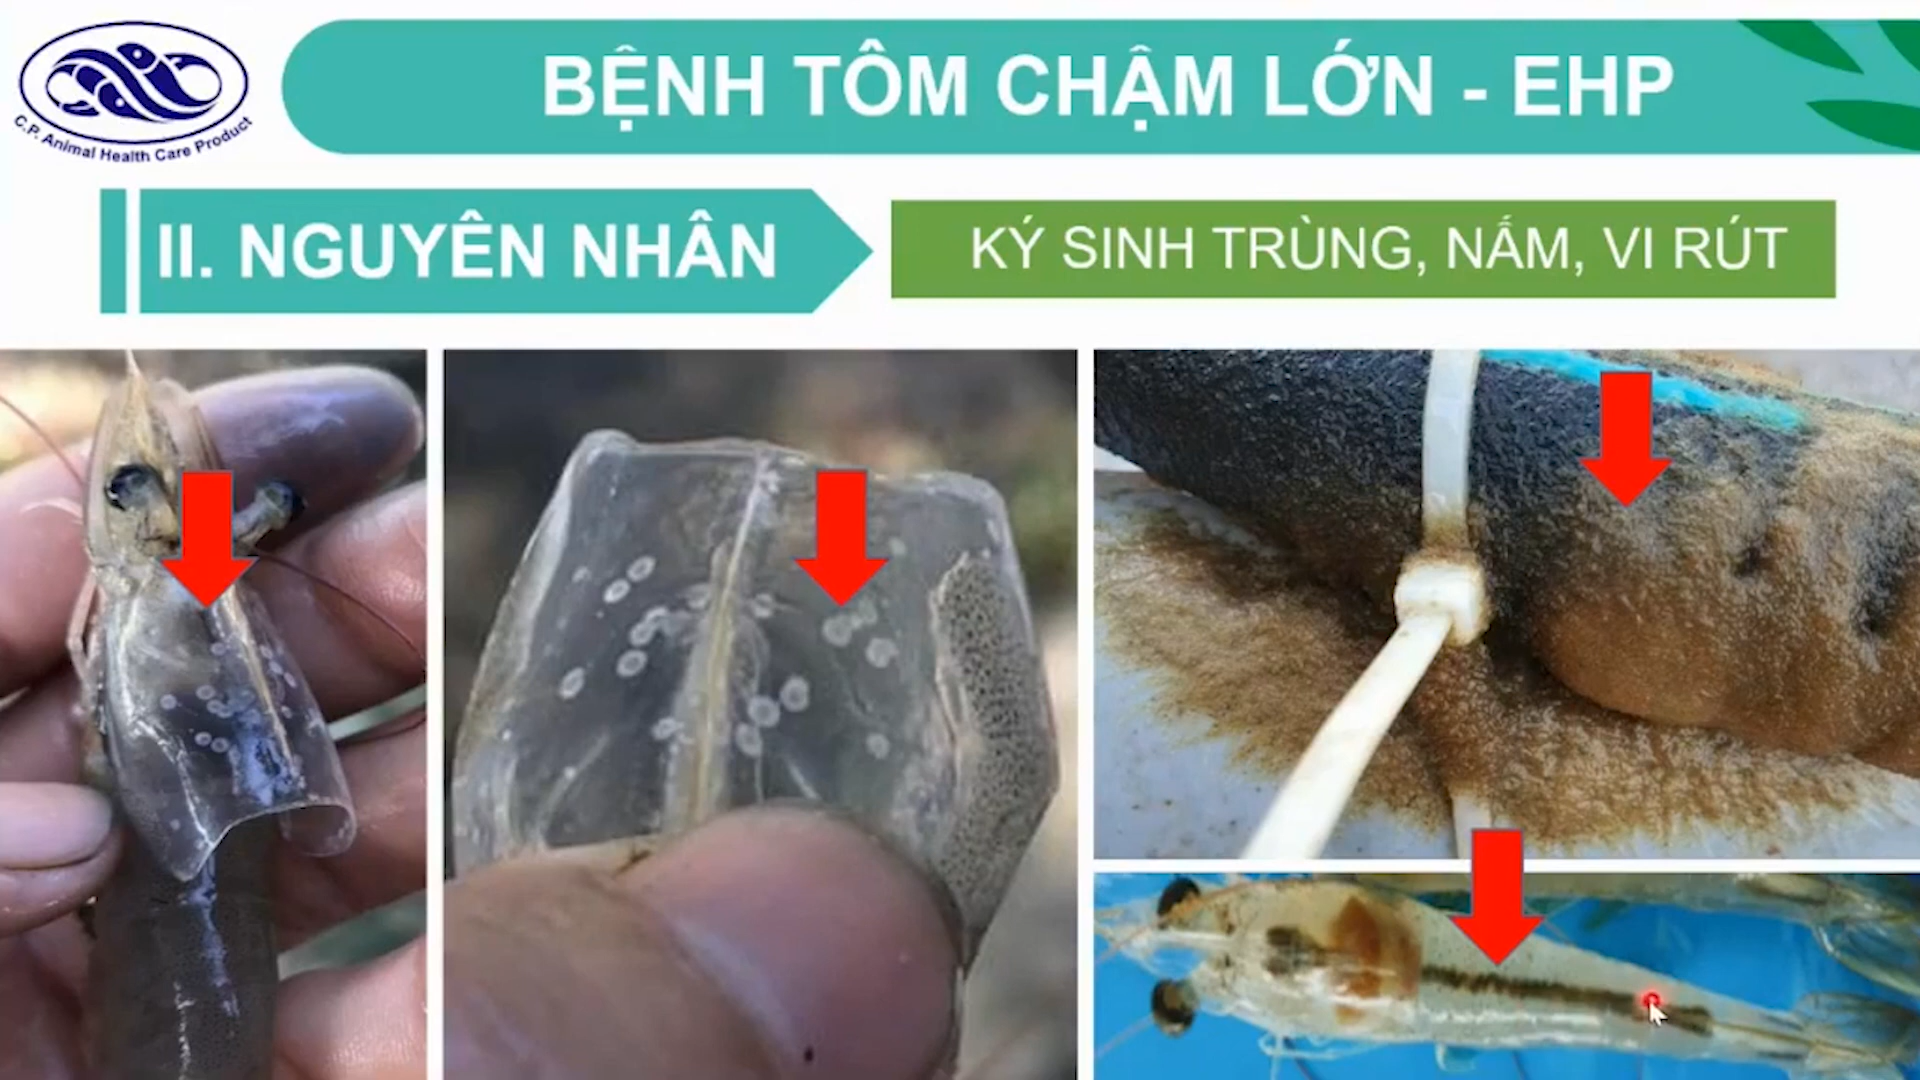 C.P. Animal Health Care Product
BỆNH TÔM CHẬM LỚN - EHP
II. NGUYÊN NHÂN
KÝ SINH TRÙNG, NẤM, VI RÚT